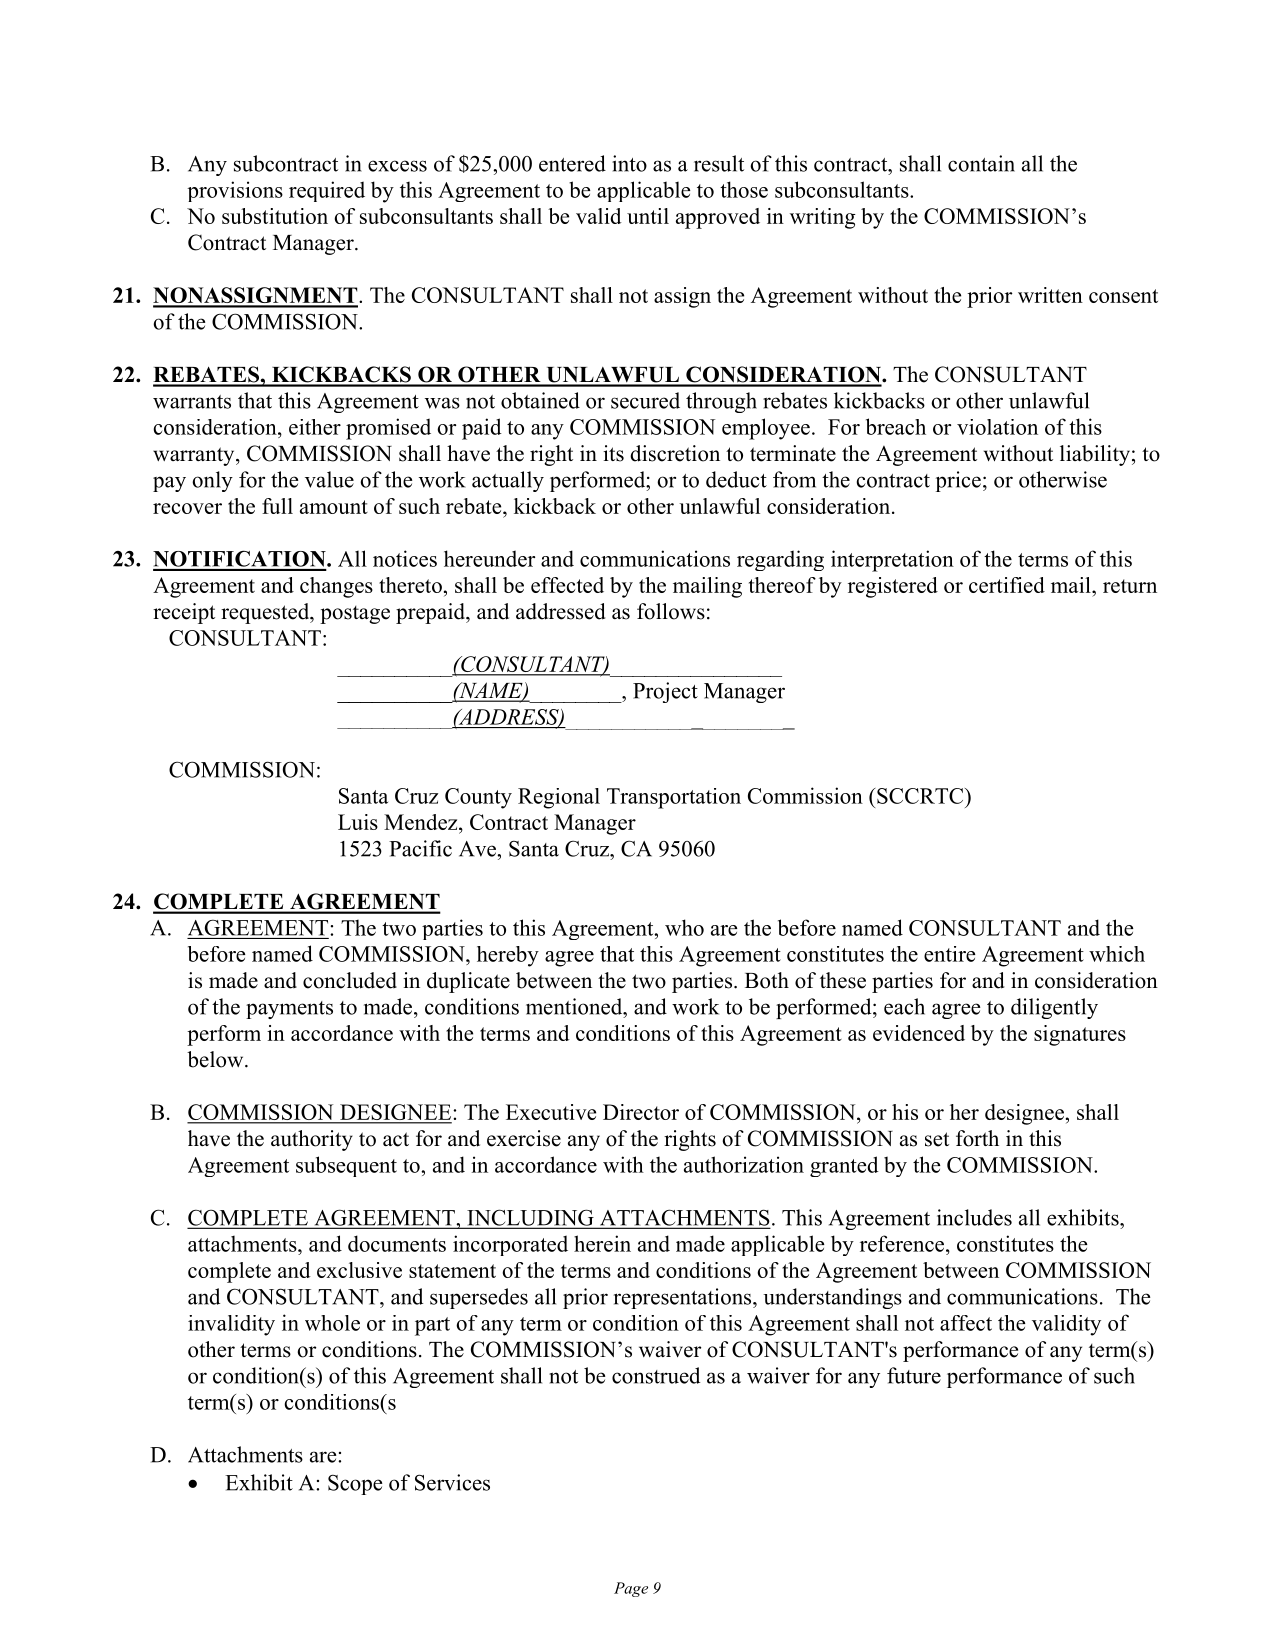 B. Any subcontract in excess of $25,000 entered into as a result of this contract, shall contain all the
provisions required by this Agreement to be applicable to those subconsultants.
C. No substitution of subconsultants shall be valid until approved in writing by the COMMISSION’s
Contract Manager.
21. NONASSIGNMENT. The CONSULTANT shall not assign the Agreement without the prior written consent
of the COMMISSION.
22. REBATES, KICKBACKS OR OTHER UNLAWFUL CONSIDERATION. The CONSULTANT
warrants that this Agreement was not obtained or secured through rebates kickbacks or other unlawful
consideration, either promised or paid to any COMMISSION employee.  For breach or violation of this
warranty, COMMISSION shall have the right in its discretion to terminate the Agreement without liability; to
pay only for the value of the work actually performed; or to deduct from the contract price; or otherwise
recover the full amount of such rebate, kickback or other unlawful consideration.
23. NOTIFICATION. All notices hereunder and communications regarding interpretation of the terms of this
Agreement and changes thereto, shall be effected by the mailing thereof by registered or certified mail, return
receipt requested, postage prepaid, and addressed as follows:
CONSULTANT:
__________(CONSULTANT)_______________
__________(NAME)________, Project Manager
__________(ADDRESS)____________________
COMMISSION:
Santa Cruz County Regional Transportation Commission (SCCRTC)
Luis Mendez, Contract Manager
1523 Pacific Ave, Santa Cruz, CA 95060
24. COMPLETE AGREEMENT
A. AGREEMENT: The two parties to this Agreement, who are the before named CONSULTANT and the
before named COMMISSION, hereby agree that this Agreement constitutes the entire Agreement which
is made and concluded in duplicate between the two parties. Both of these parties for and in consideration
of the payments to made, conditions mentioned, and work to be performed; each agree to diligently
perform in accordance with the terms and conditions of this Agreement as evidenced by the signatures
below.
B. COMMISSION DESIGNEE: The Executive Director of COMMISSION, or his or her designee, shall
have the authority to act for and exercise any of the rights of COMMISSION as set forth in this
Agreement subsequent to, and in accordance with the authorization granted by the COMMISSION.
C. COMPLETE AGREEMENT, INCLUDING ATTACHMENTS. This Agreement includes all exhibits,
attachments, and documents incorporated herein and made applicable by reference, constitutes the
complete and exclusive statement of the terms and conditions of the Agreement between COMMISSION
and CONSULTANT, and supersedes all prior representations, understandings and communications.  The
invalidity in whole or in part of any term or condition of this Agreement shall not affect the validity of
other terms or conditions. The COMMISSION’s waiver of CONSULTANT's performance of any term(s)
or condition(s) of this Agreement shall not be construed as a waiver for any future performance of such
term(s) or conditions(s
D. Attachments are:
• Exhibit A: Scope of Services
Page 9